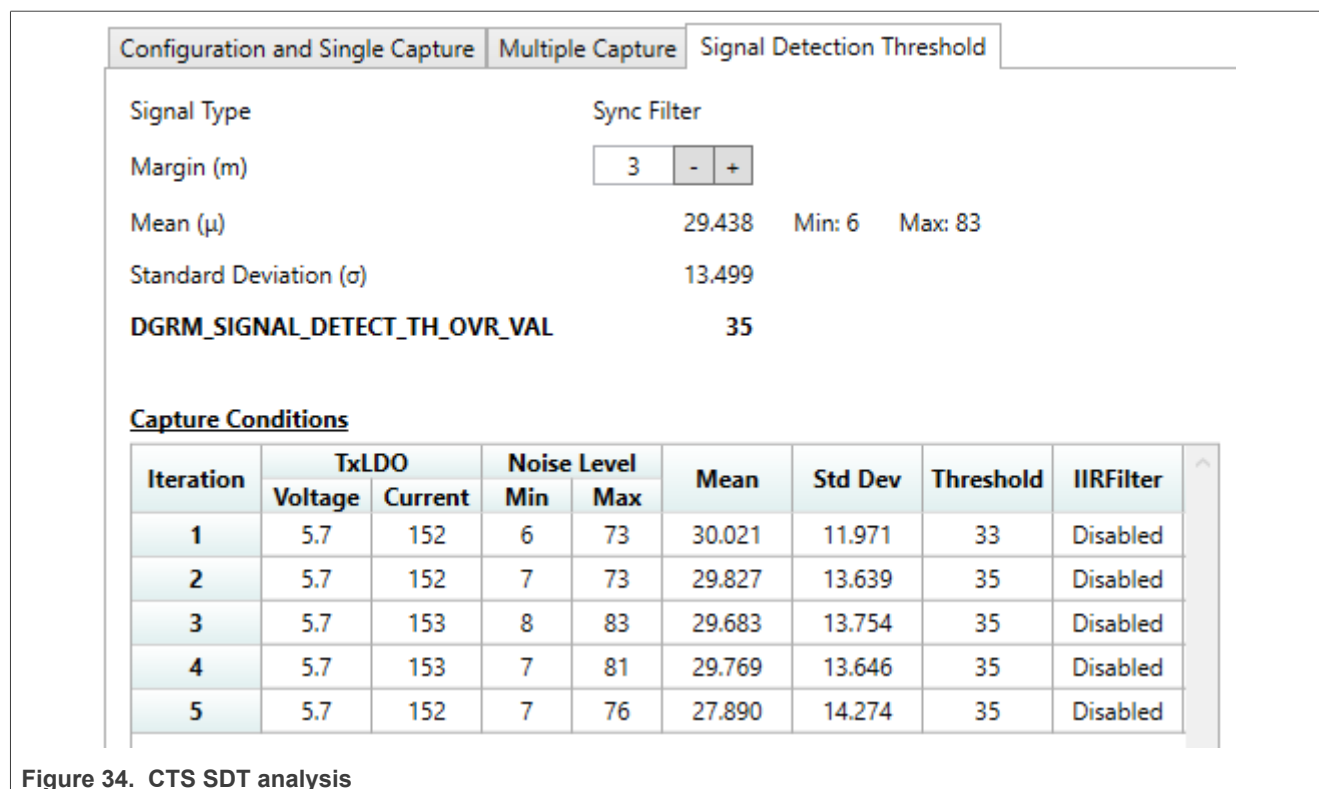 Configuration and Single Capture Multiple Capture Signal Detection Threshold
Signal Type Sync Filter
Margin (m) 3 - +
Mean (μ) 29.438 Min: 6 Max: 83
Standard Deviation (σ) 13.499
DGRM_SIGNAL_DETECT_TH_OVR_VAL 35
Capture Conditions
Iteration TxLDO Noise Level Mean Std Dev Threshold IIRFilter
Voltage Current Min Max
1 5.7 152 6 73 30.021 11.971 33 Disabled
2 5.7 152 7 73 29.827 13.639 35 Disabled
3 5.7 153 8 83 29.683 13.754 35 Disabled
4 5.7 153 7 81 29.769 13.646 35 Disabled
5 5.7 152 7 76 27.890 14.274 35 Disabled
Figure 34. CTS SDT analysis